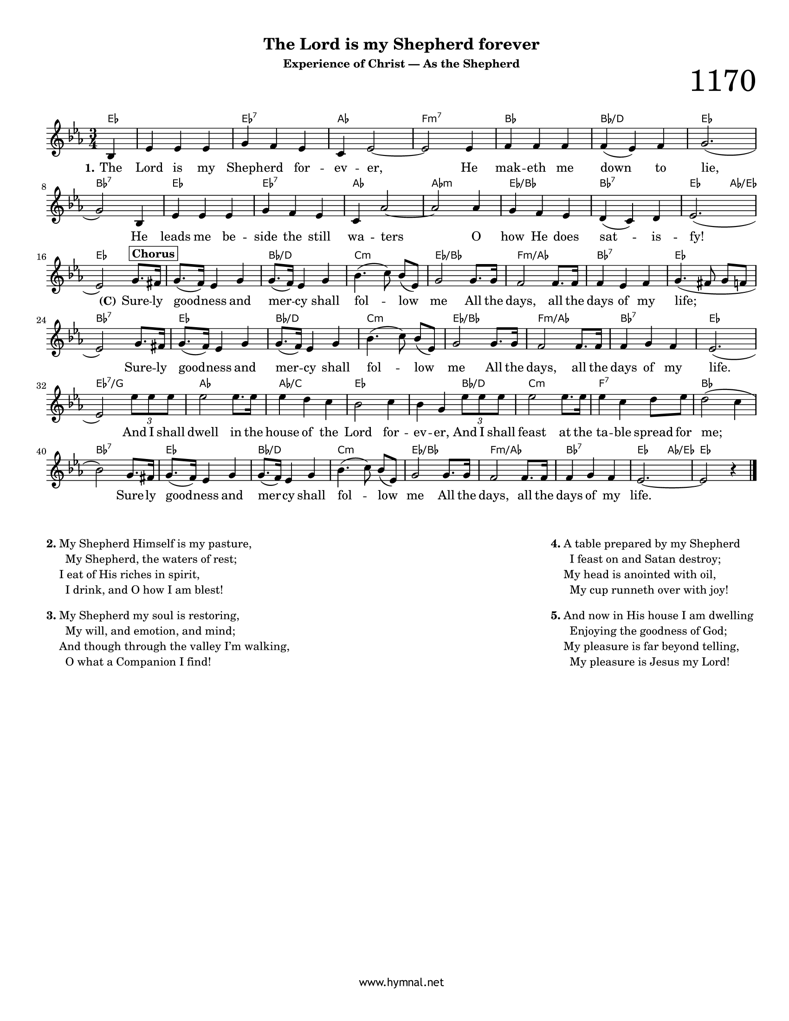 The Lord is my Shepherd forever
Experience of Christ — As the Shepherd
1170
E♭ E♭7 A♭ Fm7 B♭ B♭/D E♭
3
4
1. The Lord is my Shepherd for - ev - er, He mak-eth me down to lie,
8
B♭7 E♭ E♭7 A♭ A♭m E♭/B♭ B♭7 E♭ A♭/E♭
He leads me be - side the still wa - ters O how He does sat - is - fy!
16
E♭ Chorus B♭/D Cm E♭/B♭ Fm/A♭ B♭7 E♭
(C) Sure-ly goodness and mer-cy shall fol - low me All the days, all the days of my life;
24
B♭7 E♭ B♭/D Cm E♭/B♭ Fm/A♭ B♭7 E♭
Sure-ly goodness and mer-cy shall fol - low me All the days, all the days of my life.
32
E♭7/G A♭ A♭/C E♭ B♭/D Cm F7 B♭
3 3
And I shall dwell in the house of the Lord for - ev-er, And I shall feast at the ta-ble spread for me;
40
B♭7 E♭ B♭/D Cm E♭/B♭ Fm/A♭ B♭7 E♭ A♭/E♭ E♭
Surely goodness and mercy shall fol - low me All the days, all the days of my life.
2. My Shepherd Himself is my pasture,
My Shepherd, the waters of rest;
I eat of His riches in spirit,
I drink, and O how I am blest!
3. My Shepherd my soul is restoring,
My will, and emotion, and mind;
And though through the valley I'm walking,
O what a Companion I find!
4. A table prepared by my Shepherd
I feast on and Satan destroy;
My head is anointed with oil,
My cup runneth over with joy!
5. And now in His house I am dwelling
Enjoying the goodness of God;
My pleasure is far beyond telling,
My pleasure is Jesus my Lord!
www.hymnal.net